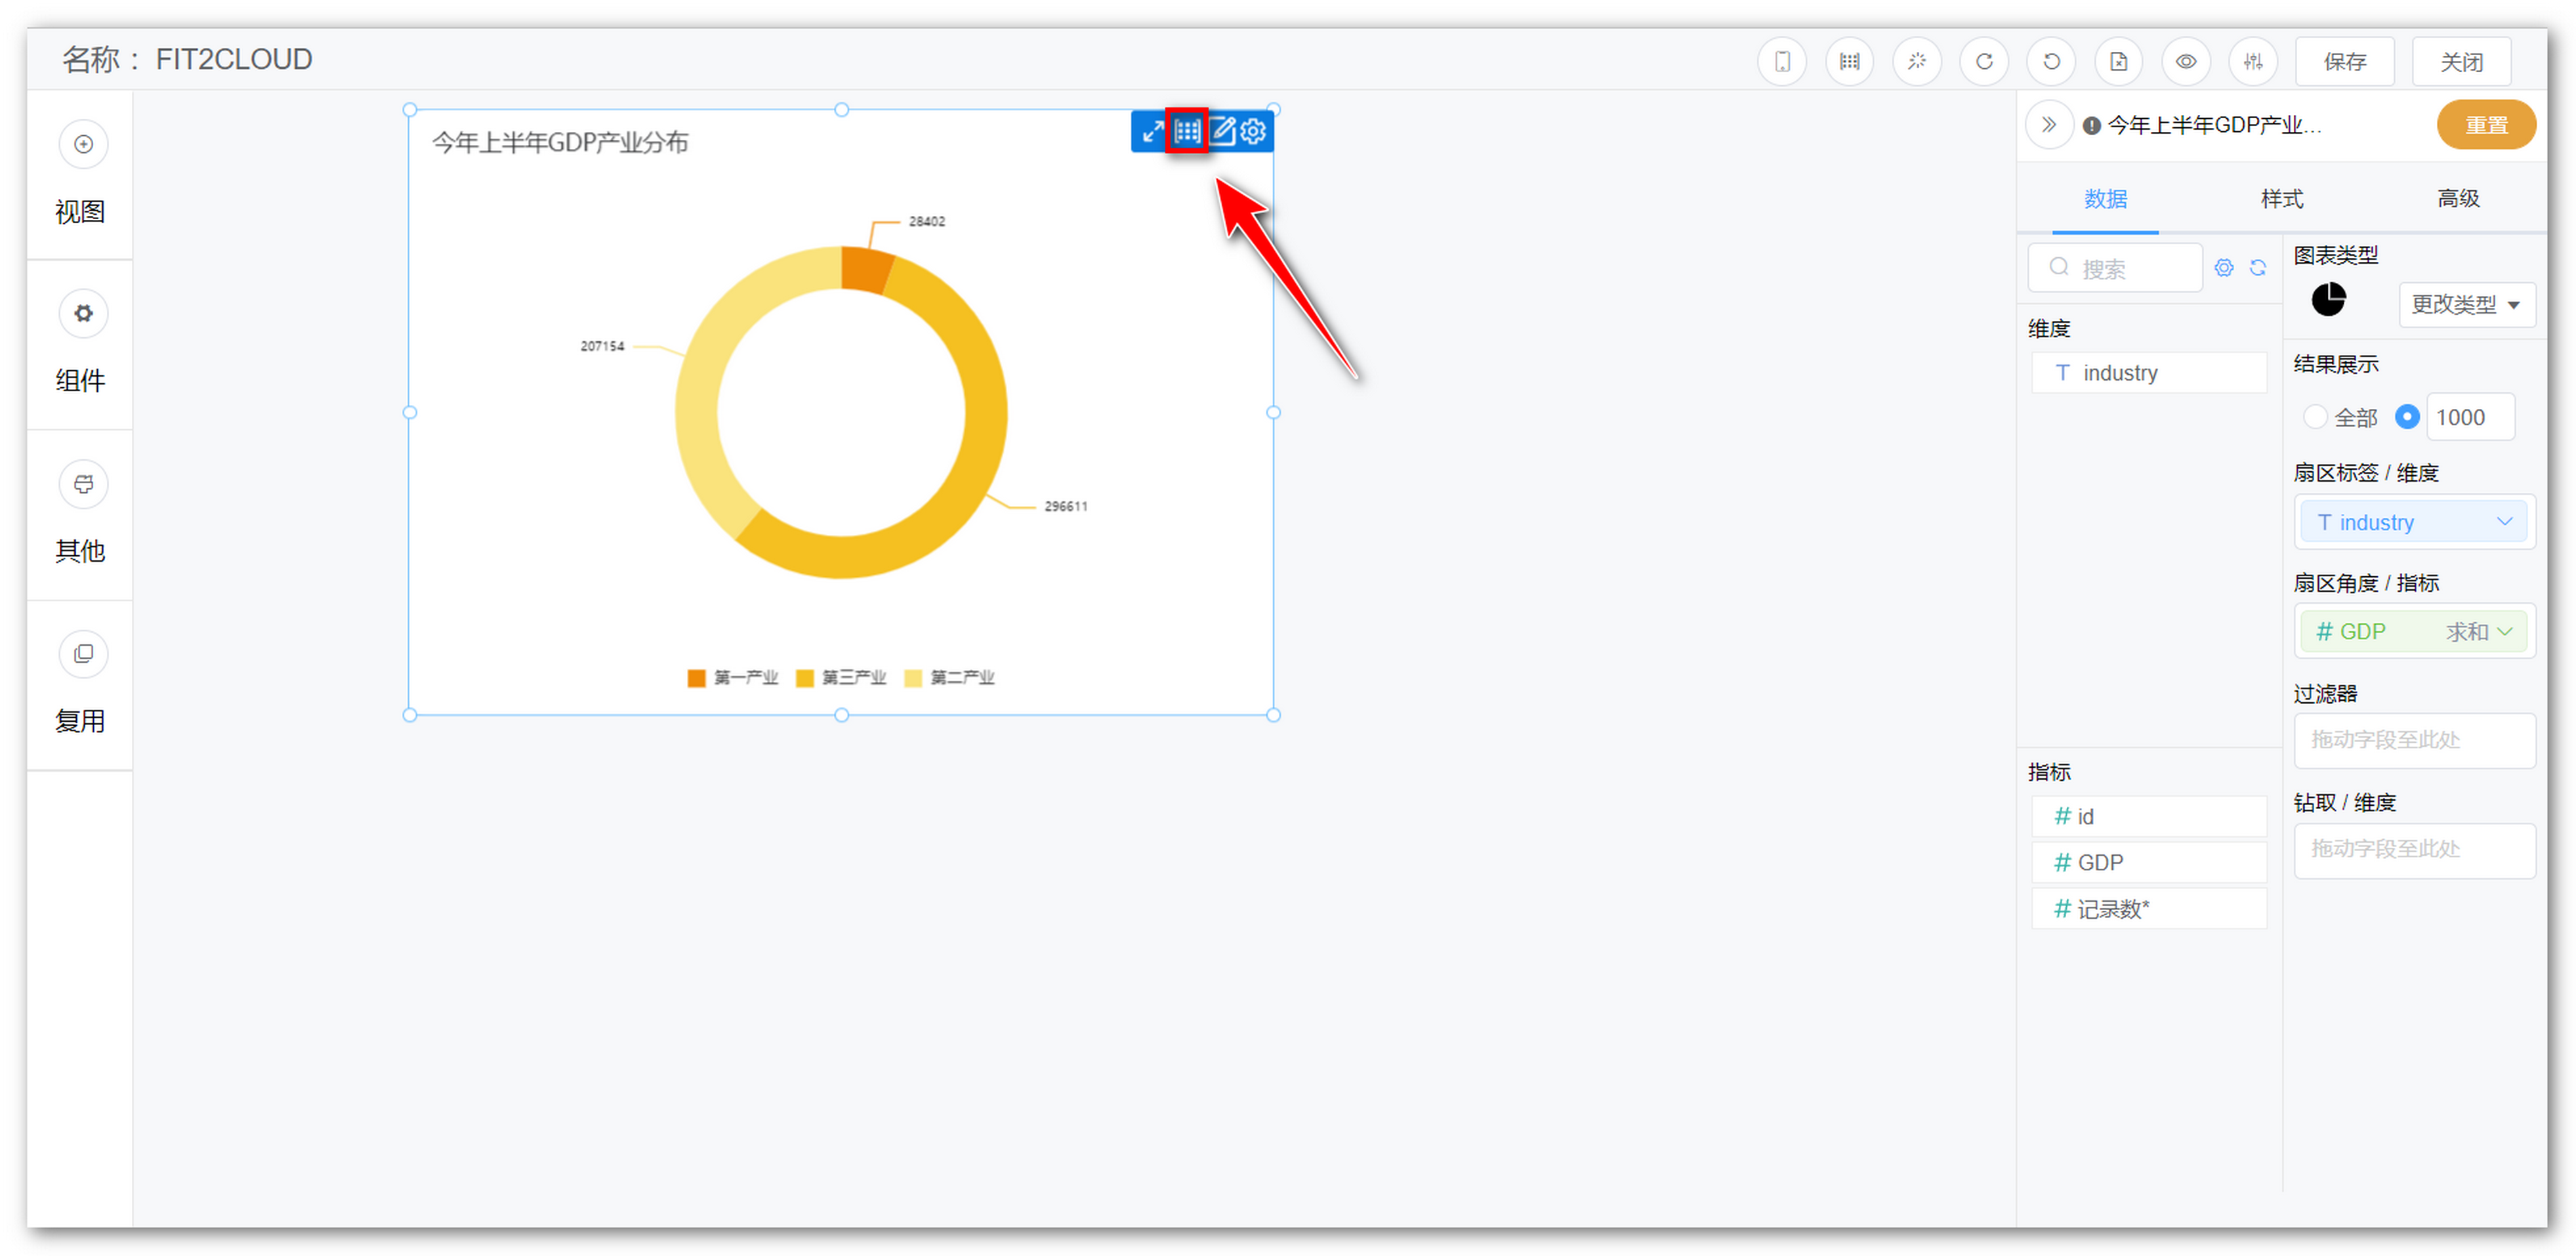 名称： FIT2CLOUD
保存
关闭
视图
组件
其他
复用
今年上半年GDP产业分布
28402
207154
296611
第一产业 第三产业 第二产业
今年上半年GDP产业...
重置
数据 样式 高级
搜索
维度
industry
指标
id
GDP
记录数*
图表类型
更改类型
结果展示
全部 1000
扇区标签 / 维度
industry
扇区角度 / 指标
GDP 求和
过滤器
拖动字段至此处
钻取 / 维度
拖动字段至此处